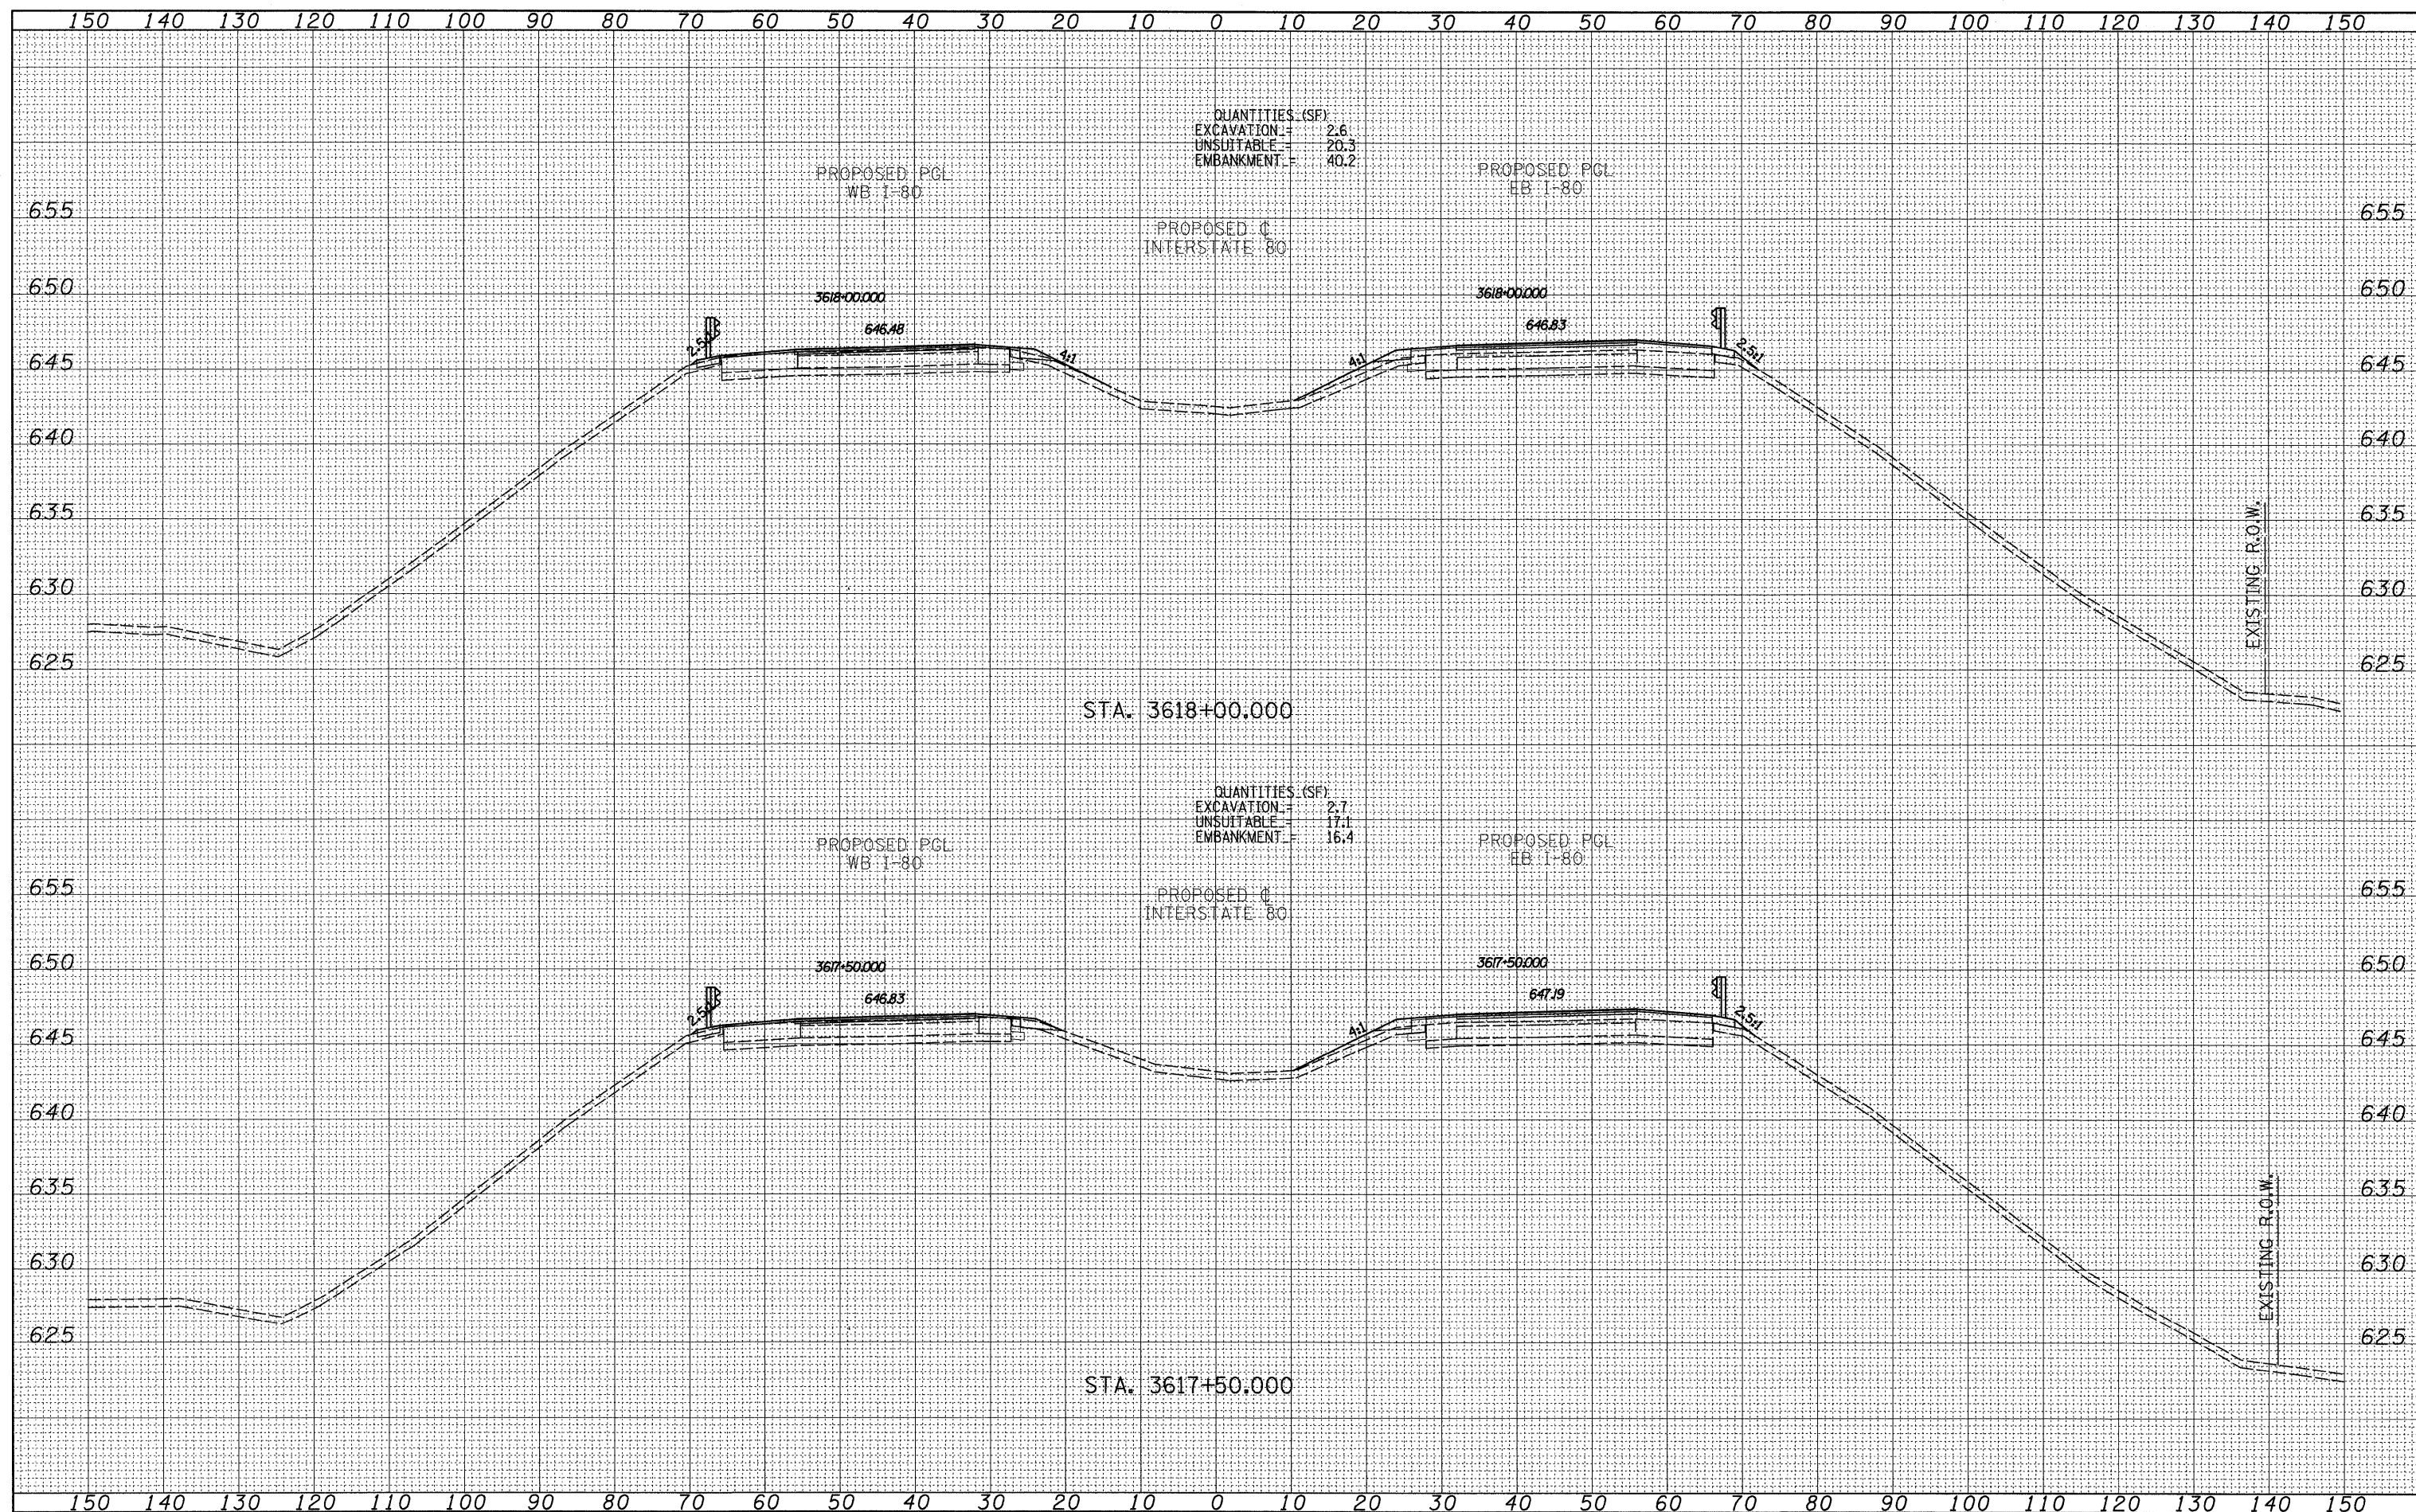 150 140 130 120 110 100 90 80 70 60 50 40 30 20 10 0 10 20 30 40 50 60 70 80 90 100 110 120 130 140 150
QUANTITIES (SF)
EXCAVATION = 2.6
UNSUITABLE = 20.3
EMBANKMENT = 40.2
PROPOSED PGL
WB I-80
PROPOSED PGL
EB I-80
655 655
PROPOSED ℄
INTERSTATE 80
650 650
3618+00.000
3618+00.000
646.48
646.83
2.5:1
4:1
4:1
2.5:1
645 645
640 640
635 635
EXISTING R.O.W.
630 630
625 625
STA. 3618+00.000
QUANTITIES (SF)
EXCAVATION = 2.7
UNSUITABLE = 17.1
EMBANKMENT = 16.4
PROPOSED PGL
WB I-80
PROPOSED PGL
EB I-80
655 655
PROPOSED ℄
INTERSTATE 80
650 650
3617+50.000
3617+50.000
646.83
647.19
2.5:1
4:1
2.5:1
645 645
640 640
635 635
EXISTING R.O.W.
630 630
625 625
STA. 3617+50.000
150 140 130 120 110 100 90 80 70 60 50 40 30 20 10 0 10 20 30 40 50 60 70 80 90 100 110 120 130 140 150